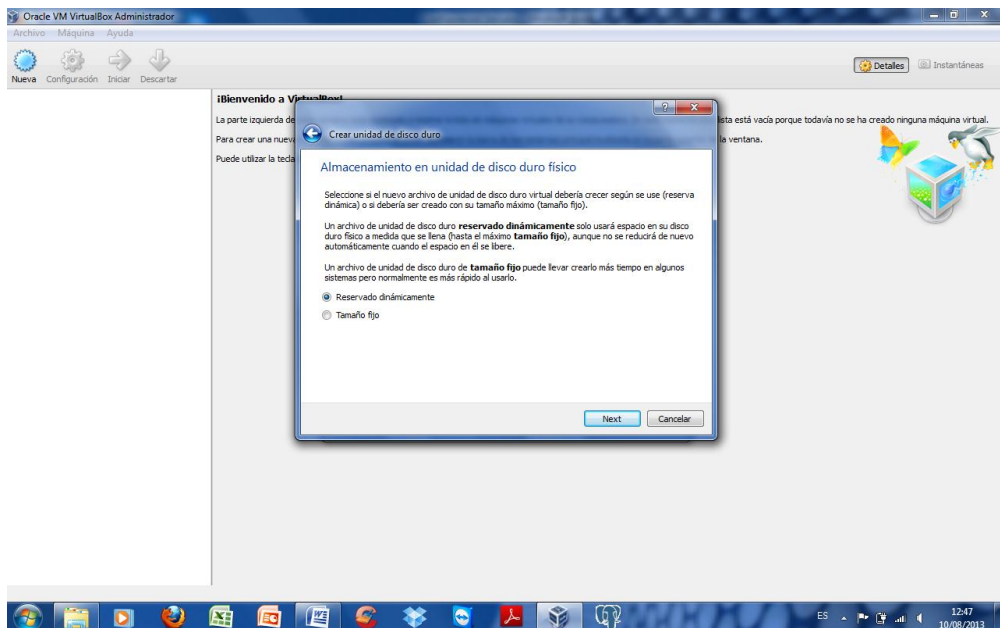 Oracle VM VirtualBox Administrador
Archivo Máquina Ayuda
Nueva Configuración Iniciar Descartar
Detalles Instantáneas
¡Bienvenido a VirtualBox!
La parte izquierda de
lista está vacía porque todavía no se ha creado ninguna máquina virtual.
Para crear una nueva
la ventana.
Puede utilizar la tecla
Crear unidad de disco duro
Almacenamiento en unidad de disco duro físico
Seleccione si el nuevo archivo de unidad de disco duro virtual debería crecer según se use (reserva
dinámica) o si debería ser creado con su tamaño máximo (tamaño fijo).
Un archivo de unidad de disco duro reservado dinámicamente solo usará espacio en su disco
duro físico a medida que se llena (hasta el máximo tamaño fijo), aunque no se reducirá de nuevo
automáticamente cuando el espacio en él se libere.
Un archivo de unidad de disco duro de tamaño fijo puede llevar crearlo más tiempo en algunos
sistemas pero normalmente es más rápido al usarlo.
Reservado dinámicamente
Tamaño fijo
Next Cancelar
ES
12:47
10/08/2013